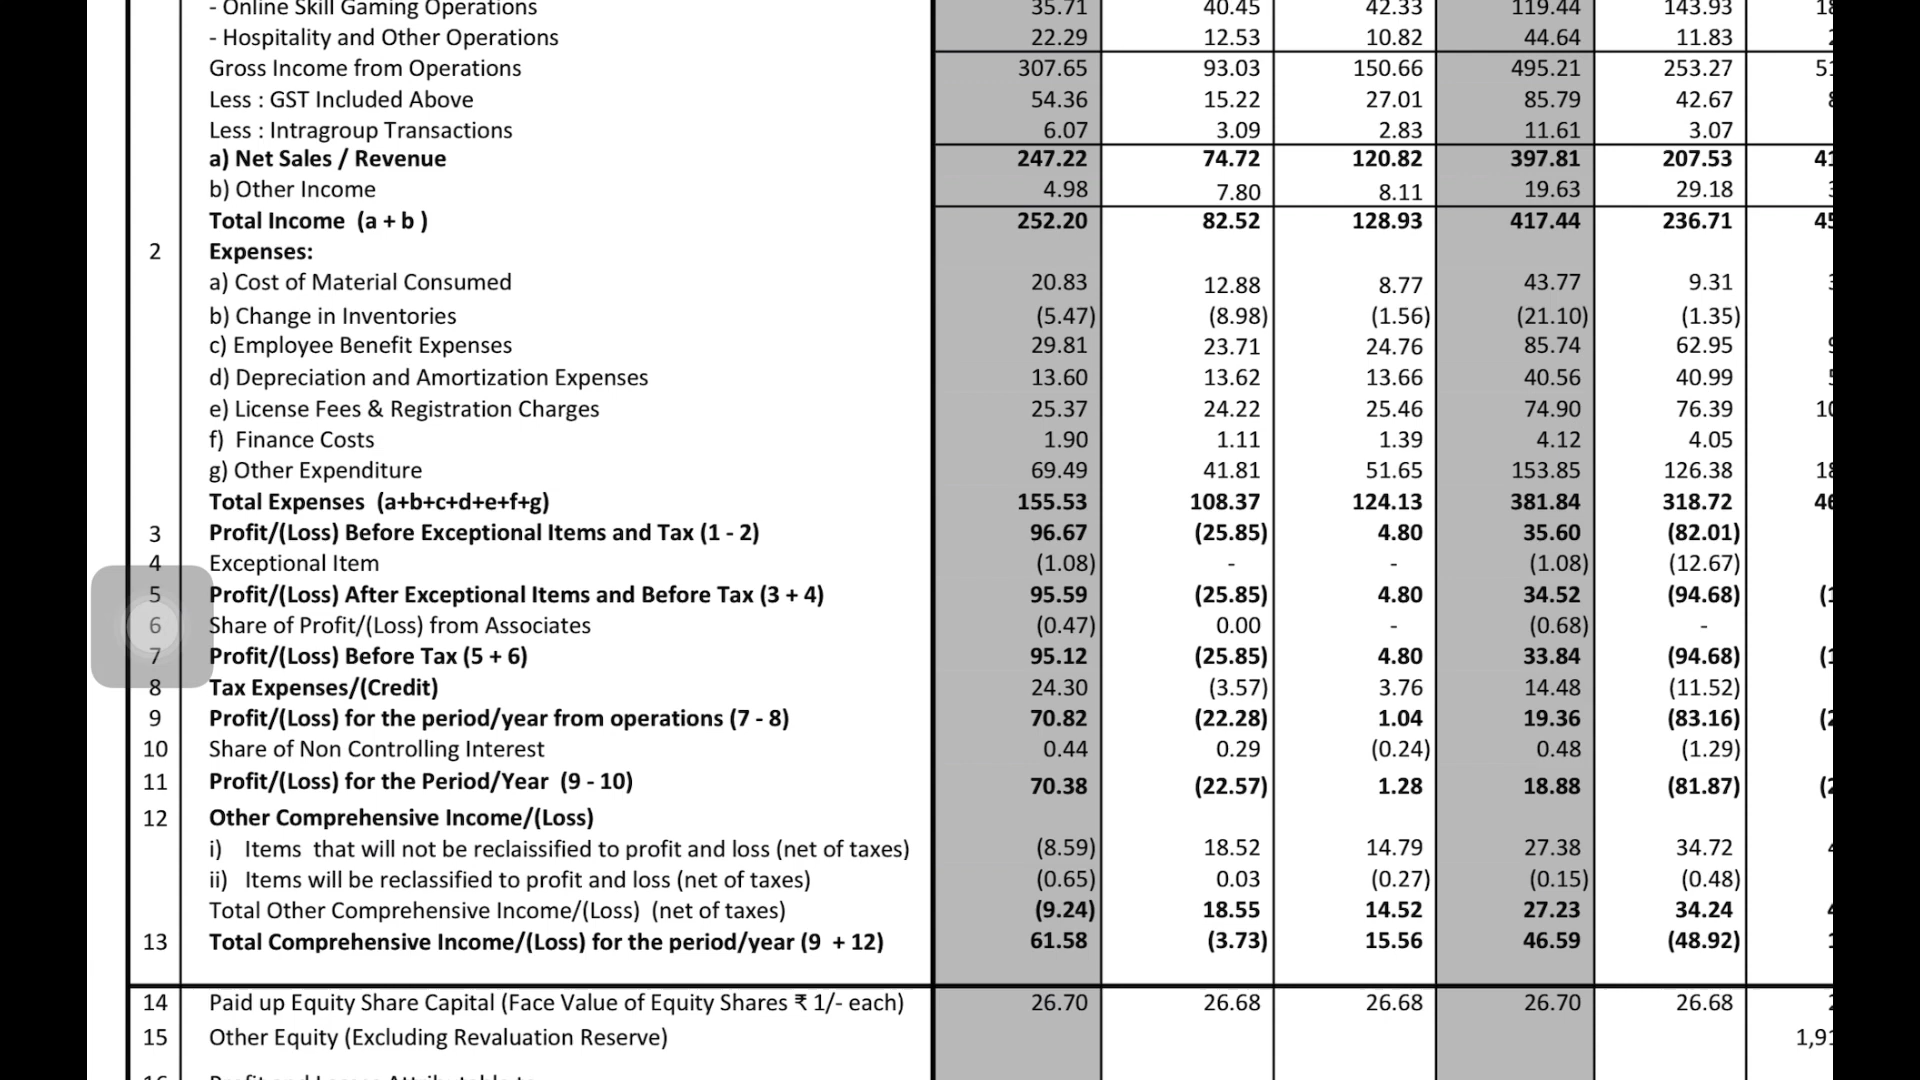 - Online Skill Gaming Operations 35.71 40.45 42.33 119.44 143.93 18
- Hospitality and Other Operations 22.29 12.53 10.82 44.64 11.83
Gross Income from Operations 307.65 93.03 150.66 495.21 253.27 51
Less : GST Included Above 54.36 15.22 27.01 85.79 42.67
Less : Intragroup Transactions 6.07 3.09 2.83 11.61 3.07
a) Net Sales / Revenue 247.22 74.72 120.82 397.81 207.53 41
b) Other Income 4.98 7.80 8.11 19.63 29.18
Total Income (a + b ) 252.20 82.52 128.93 417.44 236.71 45
2 Expenses:
a) Cost of Material Consumed 20.83 12.88 8.77 43.77 9.31
b) Change in Inventories (5.47) (8.98) (1.56) (21.10) (1.35)
c) Employee Benefit Expenses 29.81 23.71 24.76 85.74 62.95
d) Depreciation and Amortization Expenses 13.60 13.62 13.66 40.56 40.99
e) License Fees & Registration Charges 25.37 24.22 25.46 74.90 76.39 10
f) Finance Costs 1.90 1.11 1.39 4.12 4.05
g) Other Expenditure 69.49 41.81 51.65 153.85 126.38 18
Total Expenses (a+b+c+d+e+f+g) 155.53 108.37 124.13 381.84 318.72 46
3 Profit/(Loss) Before Exceptional Items and Tax (1 - 2) 96.67 (25.85) 4.80 35.60 (82.01)
4 Exceptional Item (1.08) - - (1.08) (12.67)
5 Profit/(Loss) After Exceptional Items and Before Tax (3 + 4) 95.59 (25.85) 4.80 34.52 (94.68) (1
6 Share of Profit/(Loss) from Associates (0.47) 0.00 - (0.68) -
7 Profit/(Loss) Before Tax (5 + 6) 95.12 (25.85) 4.80 33.84 (94.68) (1
8 Tax Expenses/(Credit) 24.30 (3.57) 3.76 14.48 (11.52)
9 Profit/(Loss) for the period/year from operations (7 - 8) 70.82 (22.28) 1.04 19.36 (83.16) (2
10 Share of Non Controlling Interest 0.44 0.29 (0.24) 0.48 (1.29)
11 Profit/(Loss) for the Period/Year (9 - 10) 70.38 (22.57) 1.28 18.88 (81.87) (2
12 Other Comprehensive Income/(Loss)
i) Items that will not be reclaissified to profit and loss (net of taxes) (8.59) 18.52 14.79 27.38 34.72
ii) Items will be reclassified to profit and loss (net of taxes) (0.65) 0.03 (0.27) (0.15) (0.48)
Total Other Comprehensive Income/(Loss) (net of taxes) (9.24) 18.55 14.52 27.23 34.24
13 Total Comprehensive Income/(Loss) for the period/year (9 + 12) 61.58 (3.73) 15.56 46.59 (48.92)
14 Paid up Equity Share Capital (Face Value of Equity Shares ₹ 1/- each) 26.70 26.68 26.68 26.70 26.68
15 Other Equity (Excluding Revaluation Reserve) 1,91